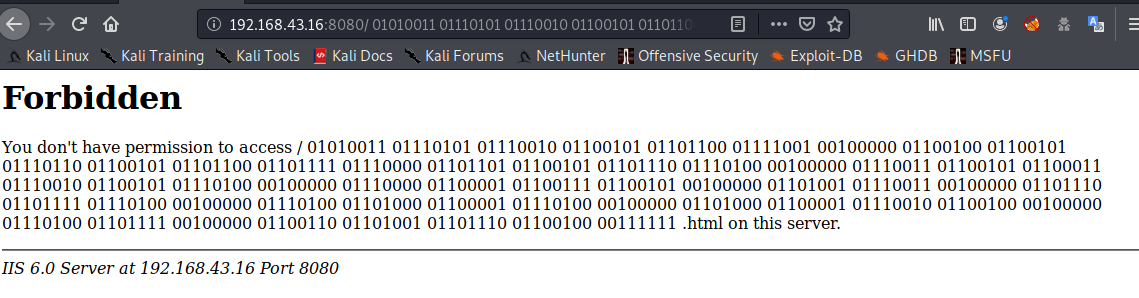 192.168.43.16:8080/ 01010011 01110101 01110010 01100101 0110110
Kali Linux Kali Training Kali Tools Kali Docs Kali Forums NetHunter Offensive Security Exploit-DB GHDB MSFU
Forbidden
You don't have permission to access / 01010011 01110101 01110010 01100101 01101100 01111001 00100000 01100100 01100101
01110110 01100101 01101100 01101111 01110000 01101101 01100101 01101110 01110100 00100000 01110011 01100101 01100011
01110010 01100101 01110100 00100000 01110000 01100001 01100111 01100101 00100000 01101001 01110011 00100000 01101110
01101111 01110100 00100000 01110100 01101000 01100001 01110100 00100000 01101000 01100001 01110010 01100100 00100000
01110100 01101111 00100000 01100110 01101001 01101110 01100100 00111111 .html on this server.
IIS 6.0 Server at 192.168.43.16 Port 8080